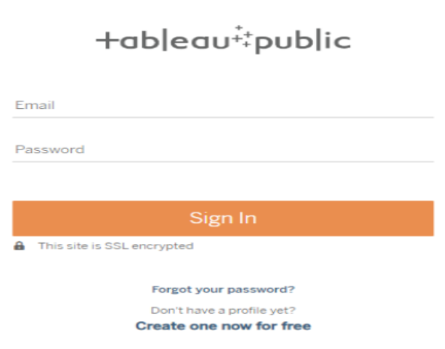 +ableau public
Email
Password
Sign In
This site is SSL encrypted
Forgot your password?
Don't have a profile yet?
Create one now for free